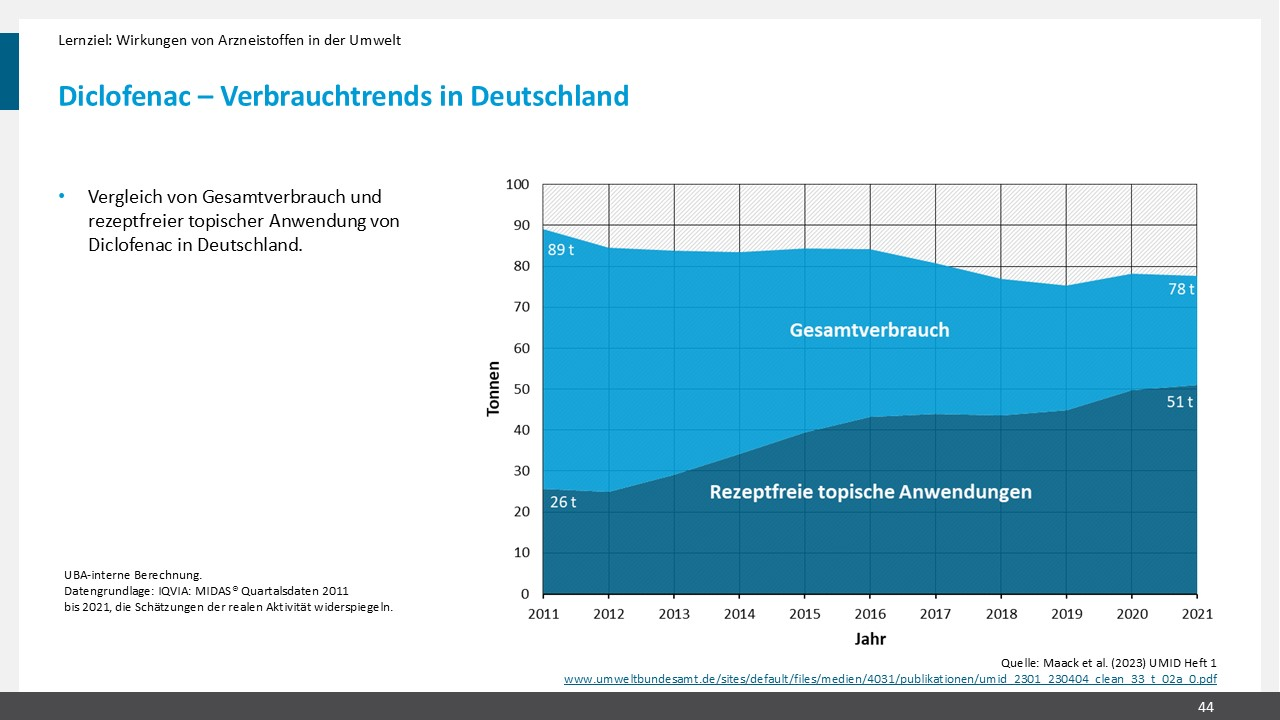 Lernziel: Wirkungen von Arzneistoffen in der Umwelt
Diclofenac – Verbrauchtrends in Deutschland
• Vergleich von Gesamtverbrauch und
rezeptfreier topischer Anwendung von
Diclofenac in Deutschland.
UBA-interne Berechnung.
Datengrundlage: IQVIA: MIDAS® Quartalsdaten 2011
bis 2021, die Schätzungen der realen Aktivität widerspiegeln.
Tonnen
100
90
80
70
60
50
40
30
20
10
0
89 t
78 t
Gesamtverbrauch
51 t
Rezeptfreie topische Anwendungen
26 t
2011 2012 2013 2014 2015 2016 2017 2018 2019 2020 2021
Jahr
Quelle: Maack et al. (2023) UMID Heft 1
www.umweltbundesamt.de/sites/default/files/medien/4031/publikationen/umid_2301_230404_clean_33_t_02a_0.pdf
44